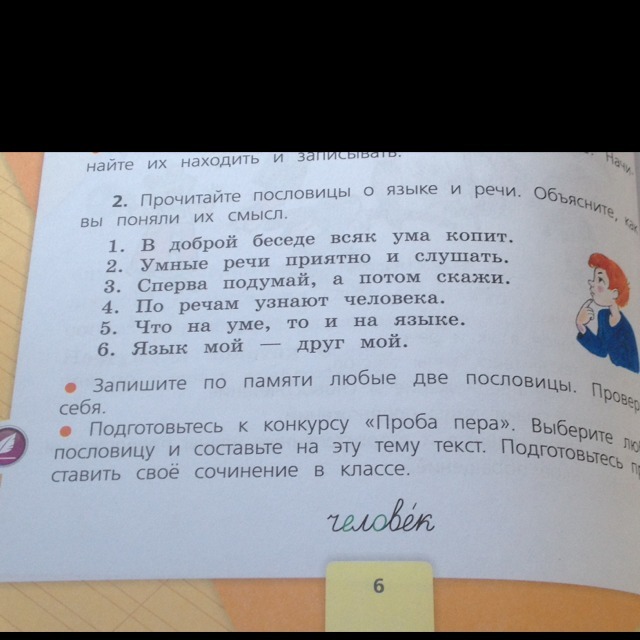 найте их находить и записывать. Начи
2. Прочитайте пословицы о языке и речи. Объясните, как
вы поняли их смысл.
1. В доброй беседе всяк ума копит.
2. Умные речи приятно и слушать.
3. Сперва подумай, а потом скажи.
4. По речам узнают человека.
5. Что на уме, то и на языке.
6. Язык мой — друг мой.
● Запишите по памяти любые две пословицы. Провер
себя.
● Подготовьтесь к конкурсу «Проба пера». Выберите лю
пословицу и составьте на эту тему текст. Подготовьтесь п
ставить своё сочинение в классе.
челове́к
6